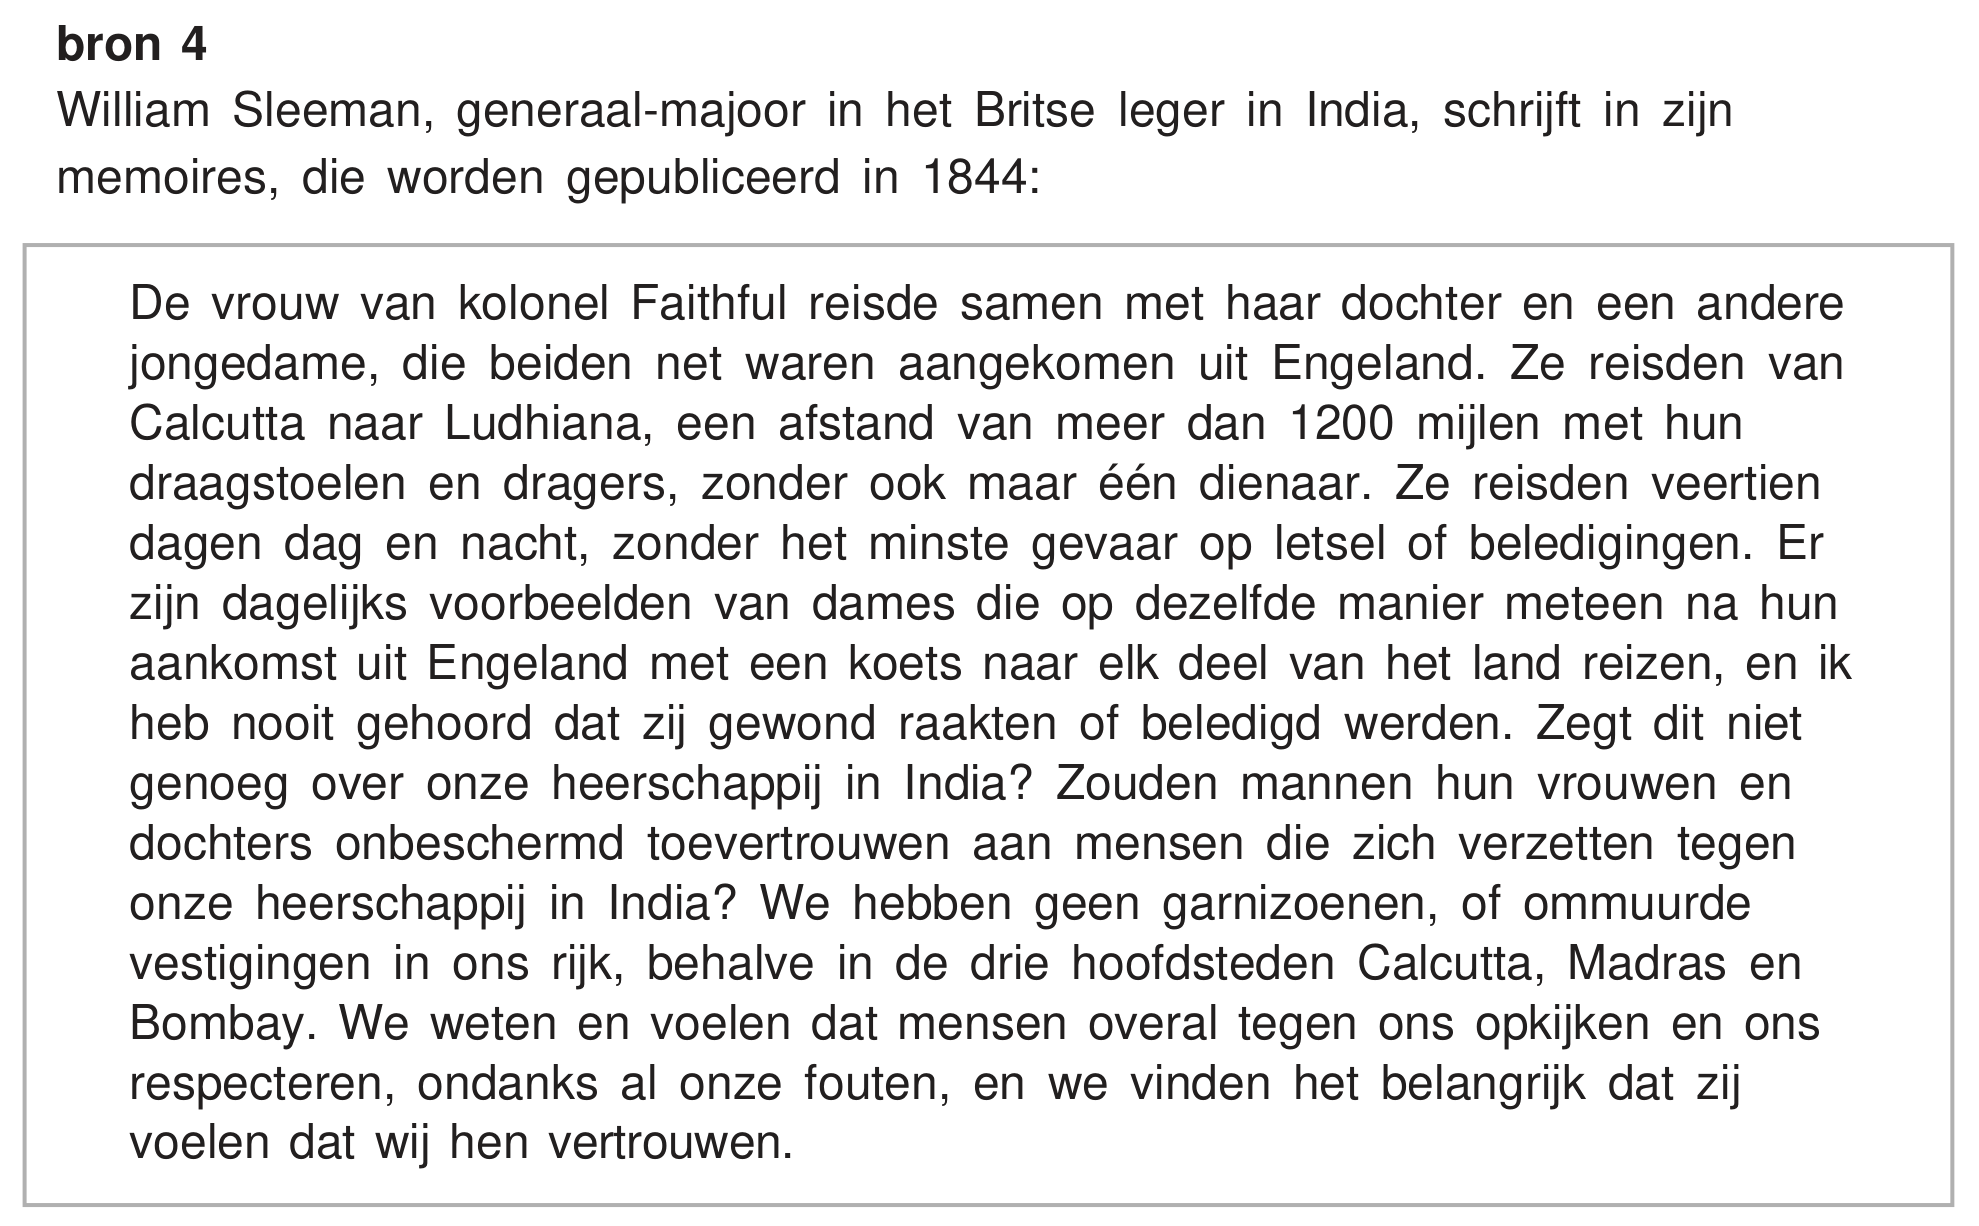 bron 4
William Sleeman, generaal-majoor in het Britse leger in India, schrijft in zijn
memoires, die worden gepubliceerd in 1844:
De vrouw van kolonel Faithful reisde samen met haar dochter en een andere
jongedame, die beiden net waren aangekomen uit Engeland. Ze reisden van
Calcutta naar Ludhiana, een afstand van meer dan 1200 mijlen met hun
draagstoelen en dragers, zonder ook maar één dienaar. Ze reisden veertien
dagen dag en nacht, zonder het minste gevaar op letsel of beledigingen. Er
zijn dagelijks voorbeelden van dames die op dezelfde manier meteen na hun
aankomst uit Engeland met een koets naar elk deel van het land reizen, en ik
heb nooit gehoord dat zij gewond raakten of beledigd werden. Zegt dit niet
genoeg over onze heerschappij in India? Zouden mannen hun vrouwen en
dochters onbeschermd toevertrouwen aan mensen die zich verzetten tegen
onze heerschappij in India? We hebben geen garnizoenen, of ommuurde
vestigingen in ons rijk, behalve in de drie hoofdsteden Calcutta, Madras en
Bombay. We weten en voelen dat mensen overal tegen ons opkijken en ons
respecteren, ondanks al onze fouten, en we vinden het belangrijk dat zij
voelen dat wij hen vertrouwen.